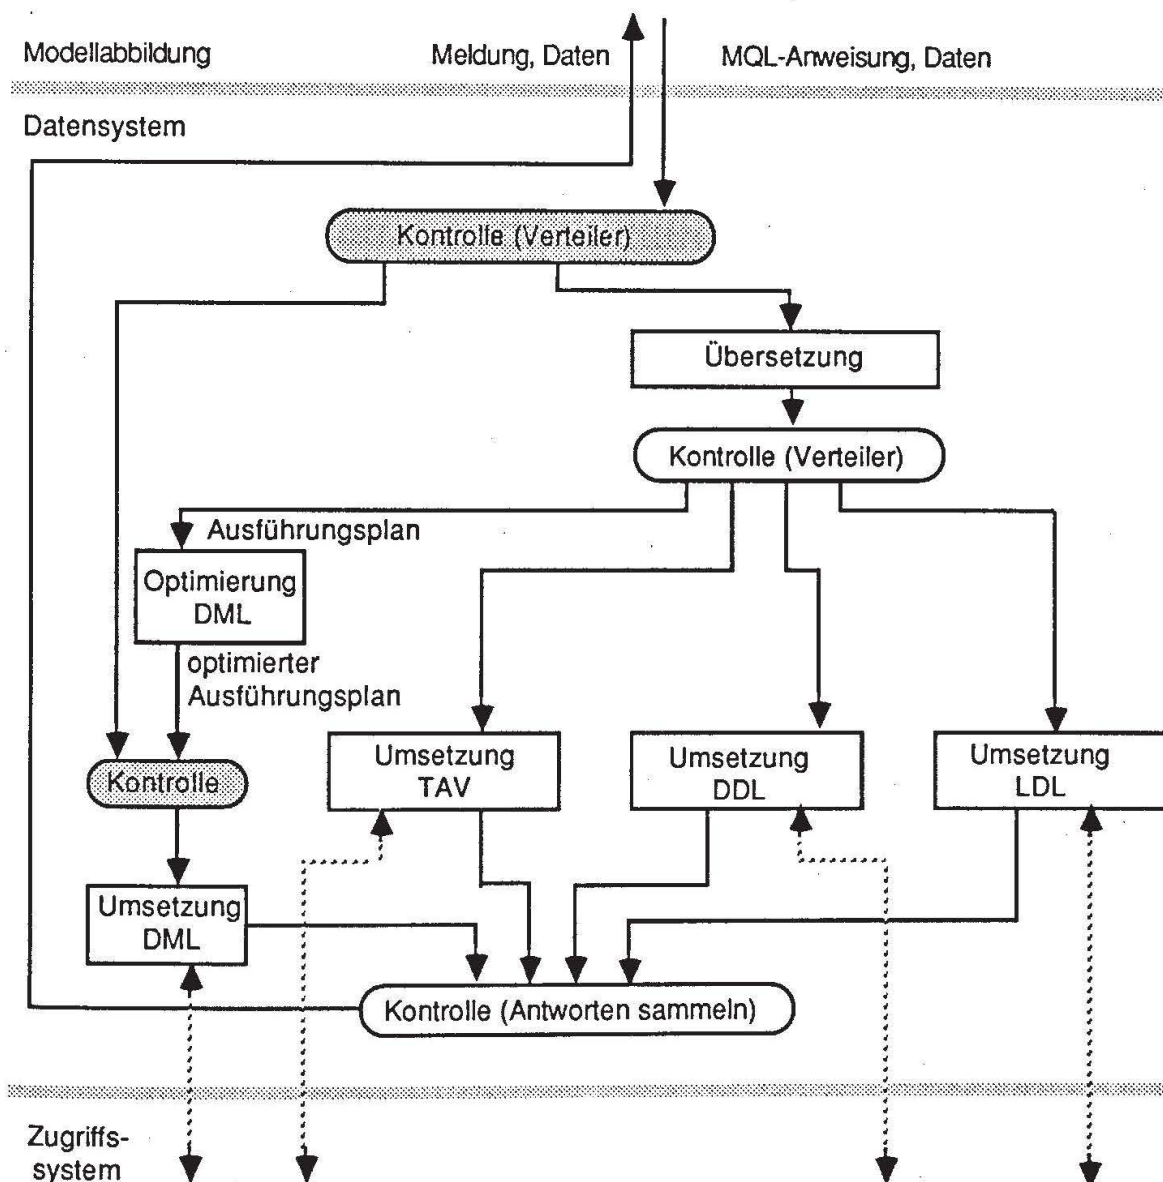 Modellabbildung
Meldung, Daten
MQL-Anweisung, Daten
Datensystem
Kontrolle (Verteiler)
Übersetzung
Kontrolle (Verteiler)
Ausführungsplan
Optimierung
DML
optimierter
Ausführungsplan
Kontrolle
Umsetzung
TAV
Umsetzung
DDL
Umsetzung
LDL
Umsetzung
DML
Kontrolle (Antworten sammeln)
Zugriffs-
system